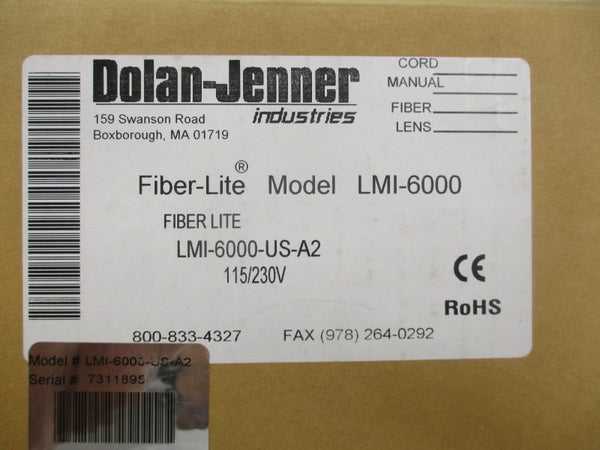 Dolan-Jenner
industries
159 Swanson Road
Boxborough, MA 01719
CORD
MANUAL
FIBER
LENS
Fiber-Lite® Model LMI-6000
FIBER LITE
LMI-6000-US-A2
115/230V
CE
RoHS
800-833-4327 FAX (978) 264-0292
Model # LMI-6000-US-A2
Serial # 7311895